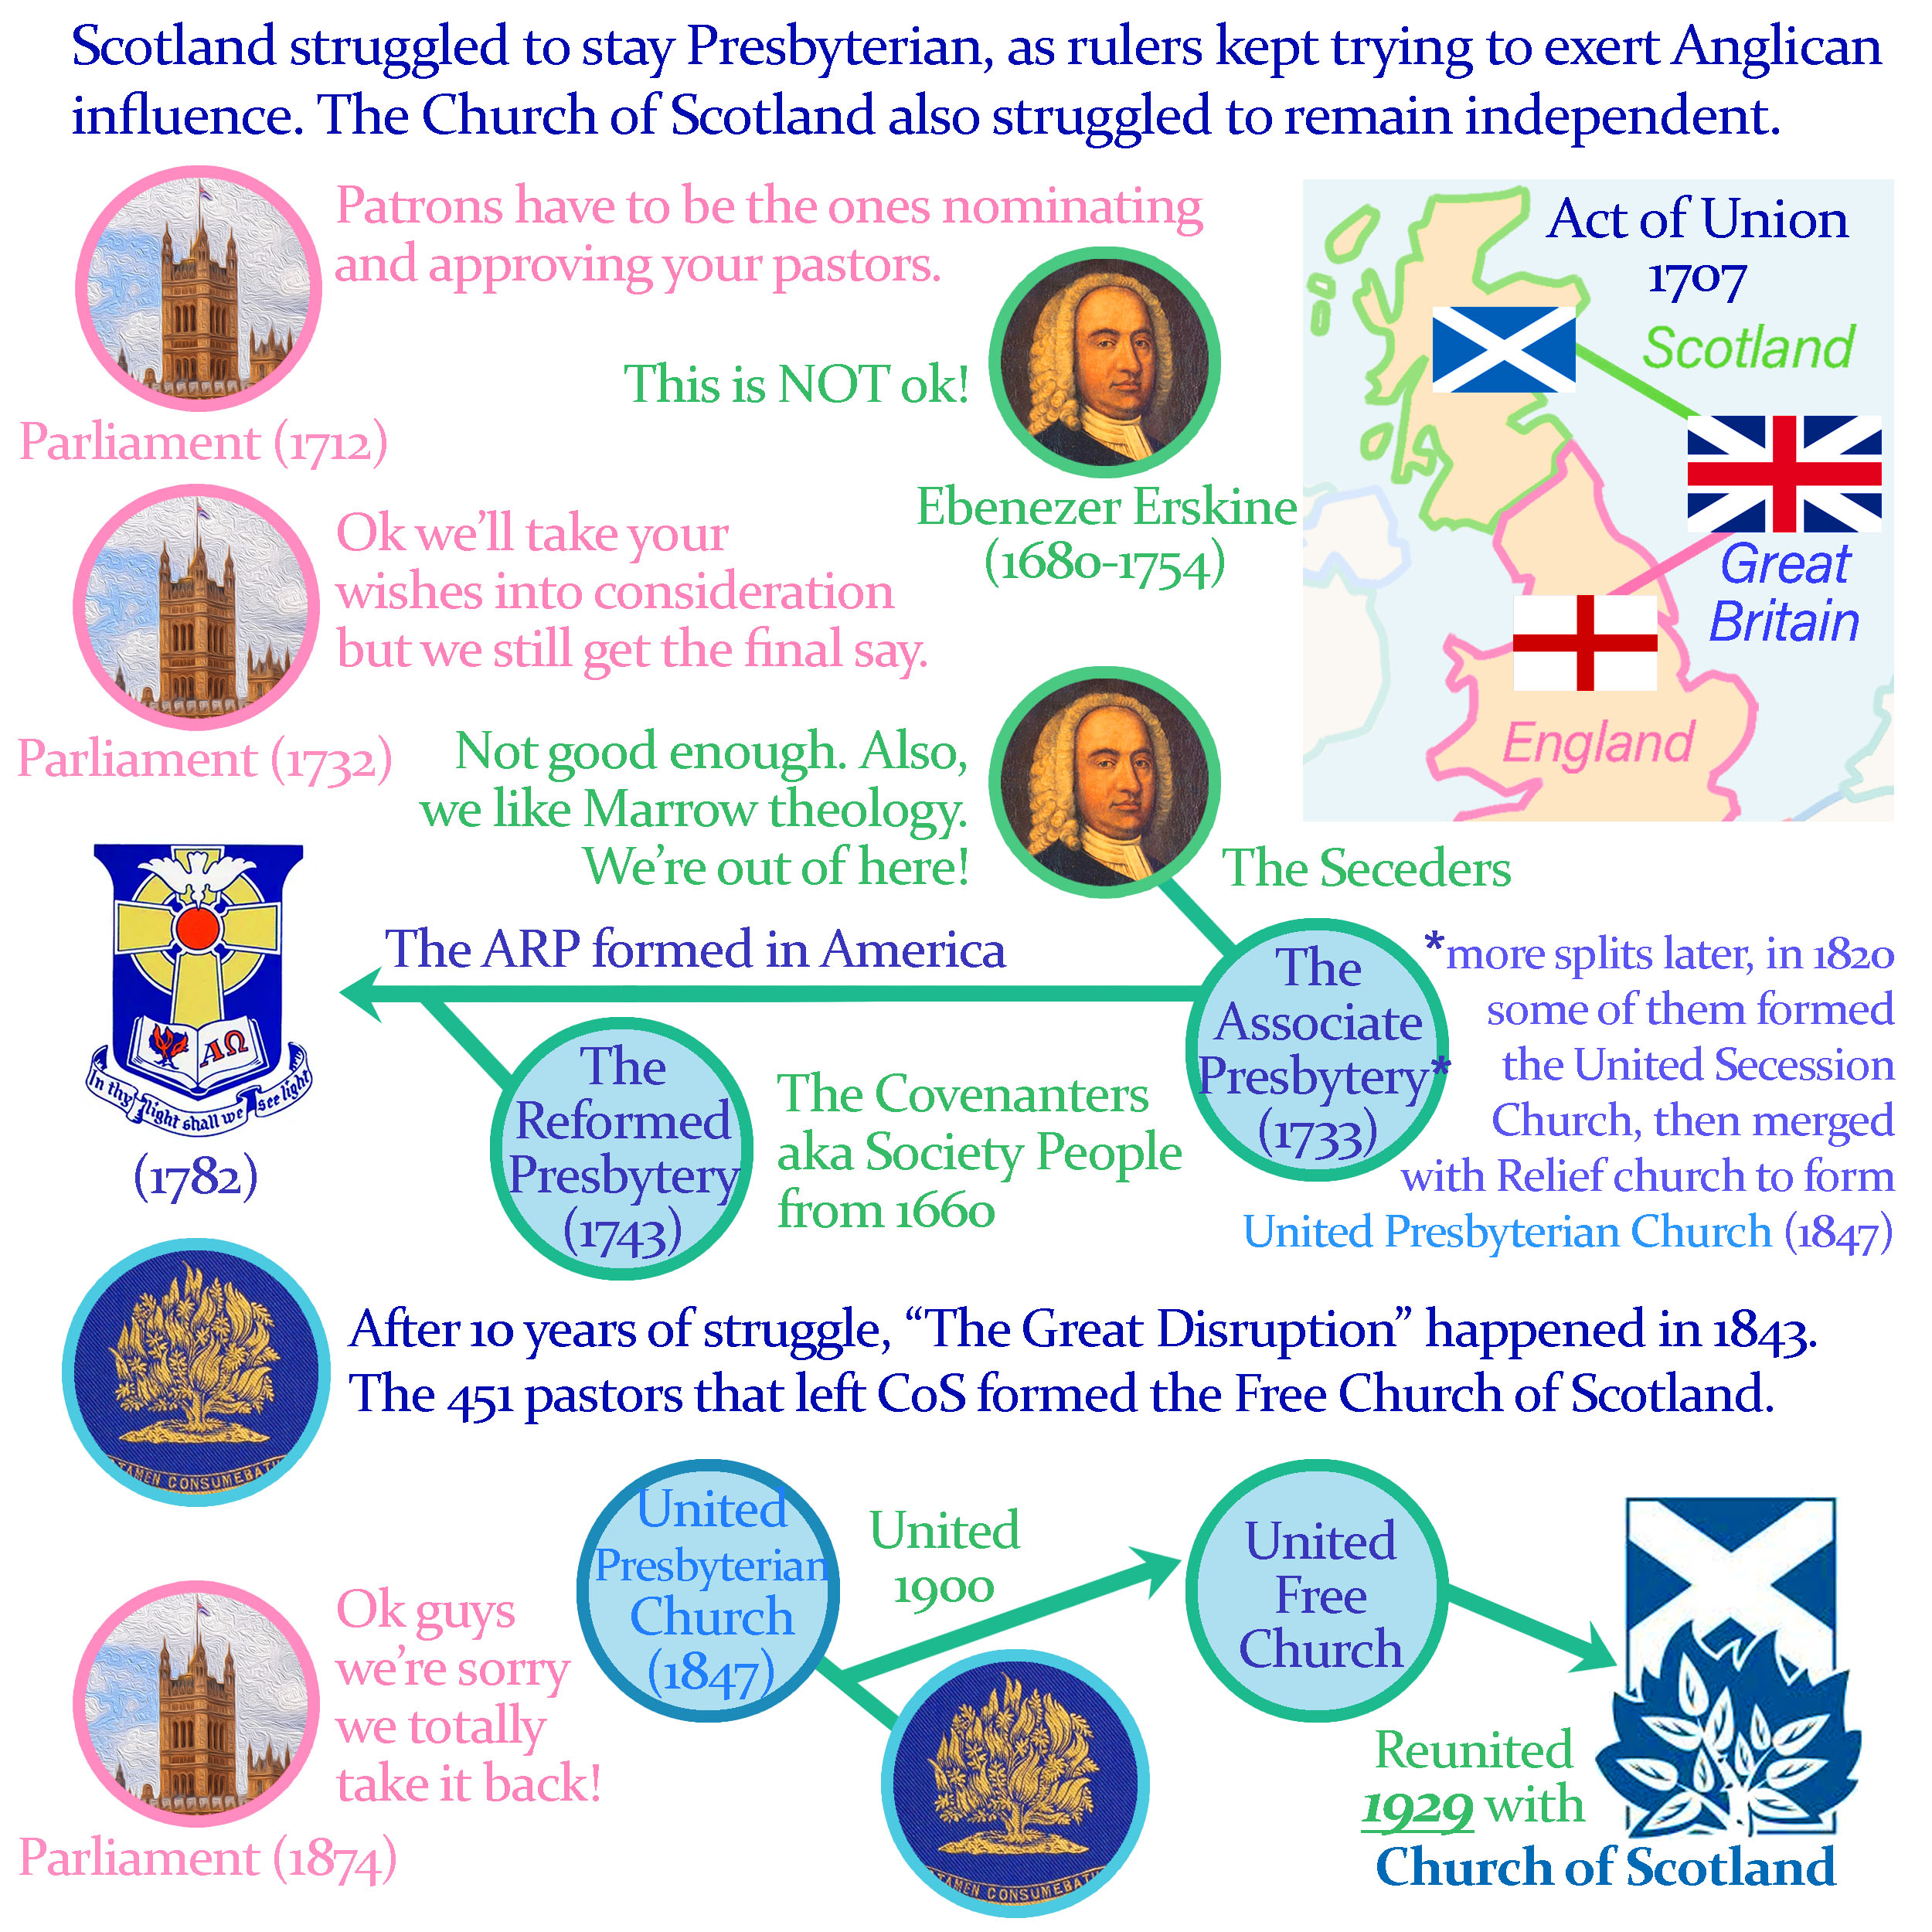 Scotland struggled to stay Presbyterian, as rulers kept trying to exert Anglican
influence. The Church of Scotland also struggled to remain independent.
Patrons have to be the ones nominating
and approving your pastors.
Parliament (1712)
This is NOT ok!
Ebenezer Erskine
(1680-1754)
Act of Union
1707
Scotland
Great
Britain
England
Ok we'll take your
wishes into consideration
but we still get the final say.
Parliament (1732)
Not good enough. Also,
we like Marrow theology.
We're out of here!
The Seceders
The ARP formed in America
ΑΩ
In thy light shall we see light
(1782)
The
Reformed
Presbytery
(1743)
The Covenanters
aka Society People
from 1660
The
Associate
Presbytery*
(1733)
*more splits later, in 1820
some of them formed
the United Secession
Church, then merged
with Relief church to form
United Presbyterian Church (1847)
TAMEN CONSUMEBAT
After 10 years of struggle, “The Great Disruption” happened in 1843.
The 451 pastors that left CoS formed the Free Church of Scotland.
Ok guys
we're sorry
we totally
take it back!
Parliament (1874)
United
Presbyterian
Church
(1847)
United
1900
TAMEN CONSUMEBAT
United
Free
Church
Reunited
1929 with
Church of Scotland